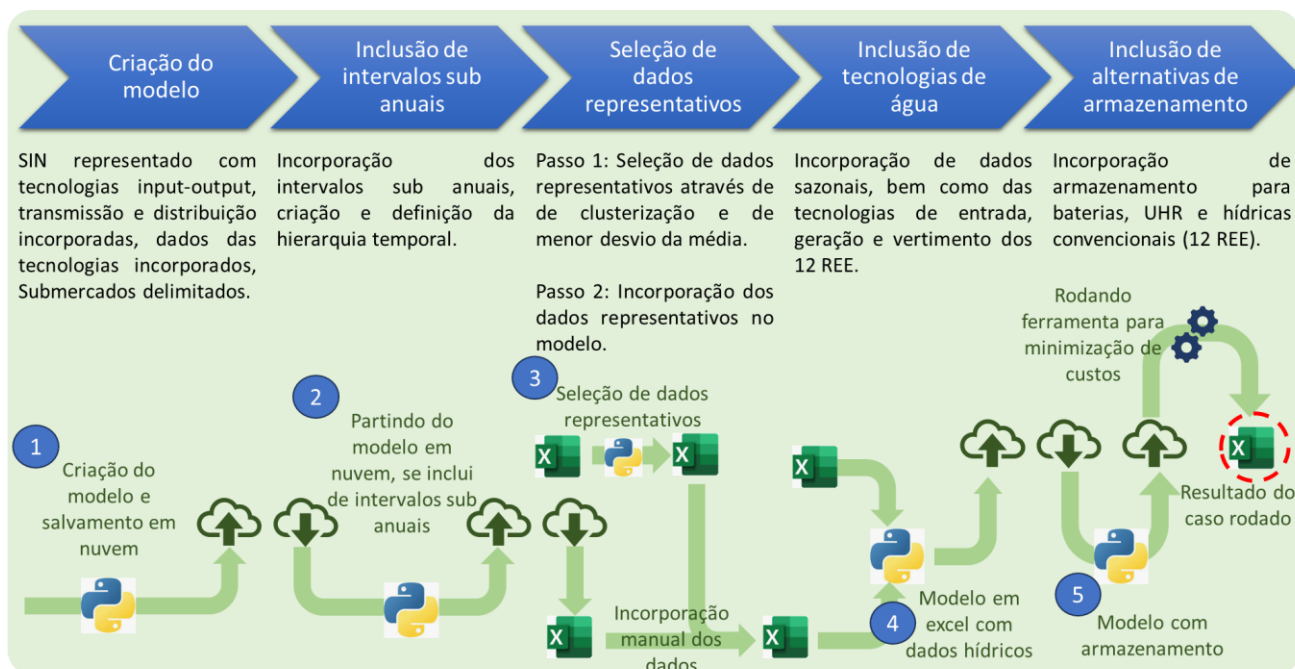 Criação do
modelo
Inclusão de
intervalos sub
anuais
Seleção de
dados
representativos
Inclusão de
tecnologias de
água
Inclusão de
alternativas de
armazenamento
SIN representado com
tecnologias input-output,
transmissão e distribuição
incorporadas, dados das
tecnologias incorporados,
Submercados delimitados.
Incorporação dos
intervalos sub anuais,
criação e definição da
hierarquia temporal.
Passo 1: Seleção de dados
representativos através de
de clusterização e de
menor desvio da média.
Passo 2: Incorporação dos
dados representativos no
modelo.
Incorporação de dados
sazonais, bem como das
tecnologias de entrada,
geração e vertimento dos
12 REE.
Incorporação de
armazenamento para
baterias, UHR e hídricas
convencionais (12 REE).
1
Criação do
modelo e
salvamento em
nuvem
2
Partindo do
modelo em
nuvem, se inclui
de intervalos sub
anuais
3
Seleção de dados
representativos
X
X
X
Incorporação
manual dos
dados
X
X
4
Modelo em
excel com
dados hídricos
5
Modelo com
armazenamento
Rodando
ferramenta para
minimização de
custos
X
Resultado do
caso rodado